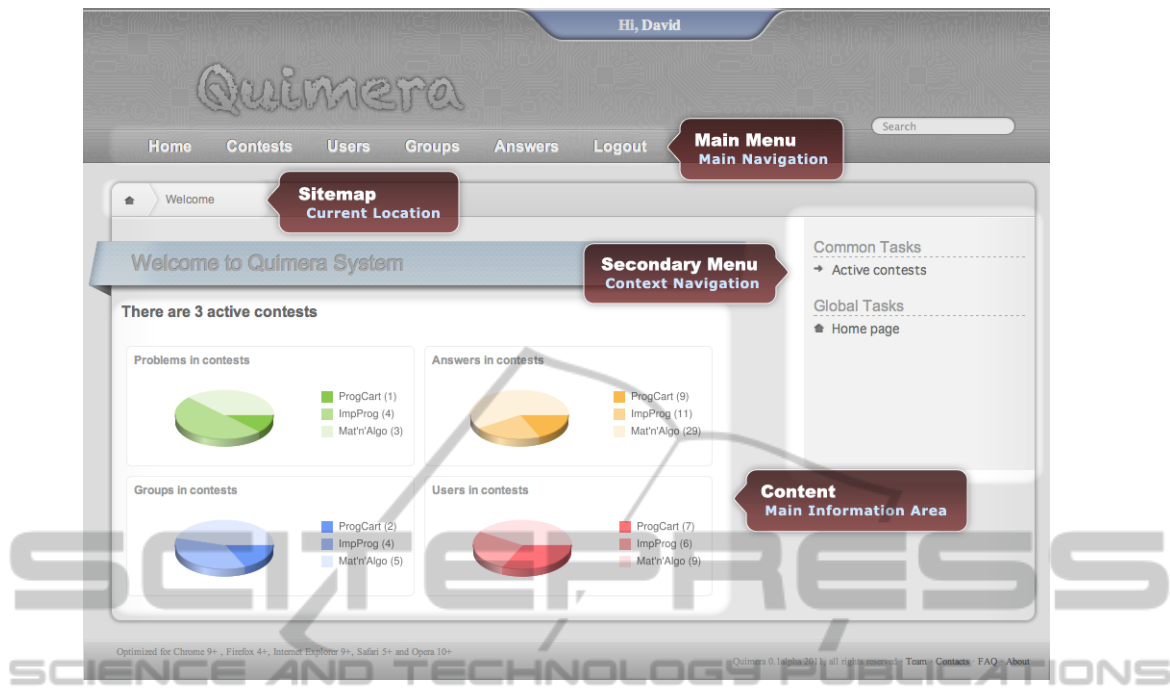 Hi, David
Quimera
Search
Home Contests Users Groups Answers Logout
Main Menu
Main Navigation
Welcome
Sitemap
Current Location
Welcome to Quimera System
Secondary Menu
Context Navigation
Common Tasks
Active contests
Global Tasks
Home page
There are 3 active contests
Problems in contests
ProgCart (1)
ImpProg (4)
Mat'n'Algo (3)
Answers in contests
ProgCart (9)
ImpProg (11)
Mat'n'Algo (29)
Groups in contests
ProgCart (2)
ImpProg (4)
Mat'n'Algo (5)
Users in contests
ProgCart (7)
ImpProg (6)
Mat'n'Algo (9)
Content
Main Information Area
SCITEPRESS
SCIENCE AND TECHNOLOGY PUBLICATIONS
Optimized for Chrome 9+ , Firefox 4+, Internet Explorer 9+, Safari 5+ and Opera 10+
Quimera 0.1alpha 2011, all rights reserved · Team · Contacts · FAQ · About